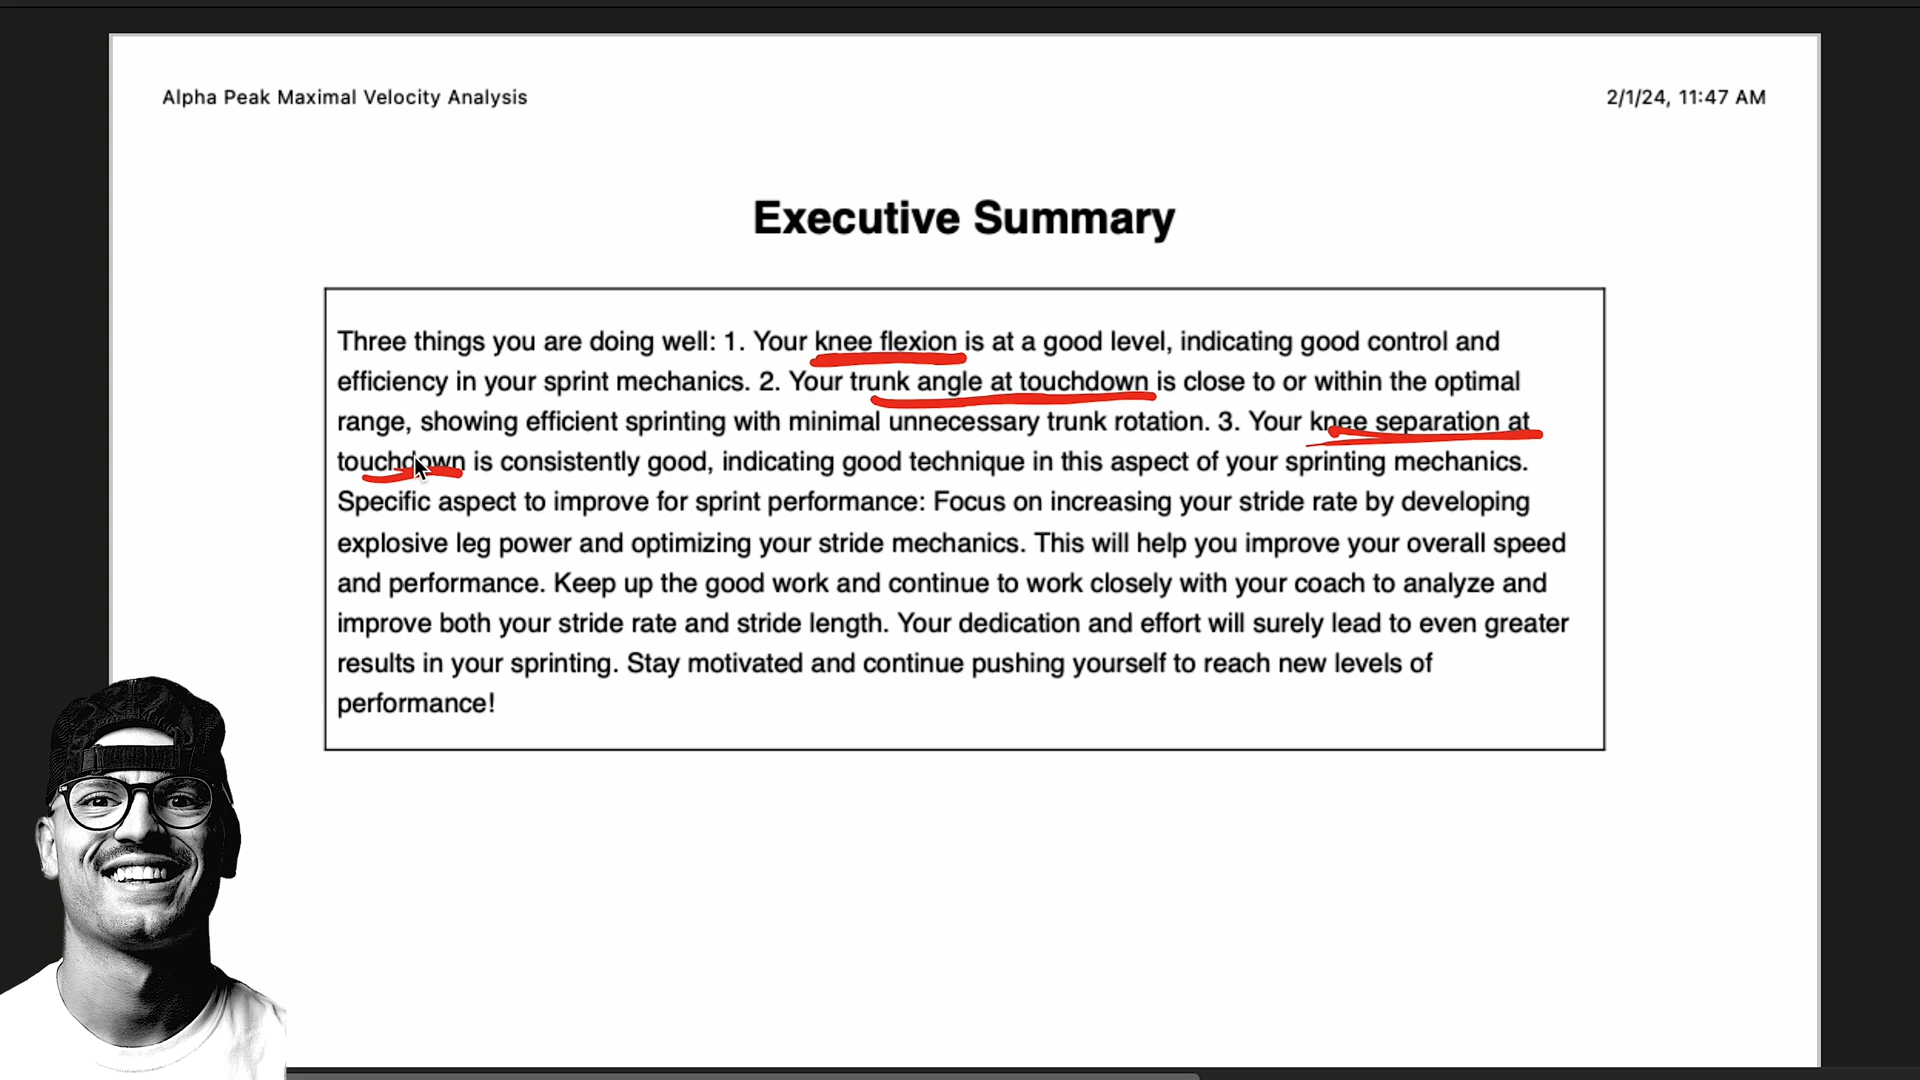 Alpha Peak Maximal Velocity Analysis
2/1/24, 11:47 AM
Executive Summary
Three things you are doing well: 1. Your knee flexion is at a good level, indicating good control and
efficiency in your sprint mechanics. 2. Your trunk angle at touchdown is close to or within the optimal
range, showing efficient sprinting with minimal unnecessary trunk rotation. 3. Your knee separation at
touchdown is consistently good, indicating good technique in this aspect of your sprinting mechanics.
Specific aspect to improve for sprint performance: Focus on increasing your stride rate by developing
explosive leg power and optimizing your stride mechanics. This will help you improve your overall speed
and performance. Keep up the good work and continue to work closely with your coach to analyze and
improve both your stride rate and stride length. Your dedication and effort will surely lead to even greater
results in your sprinting. Stay motivated and continue pushing yourself to reach new levels of
performance!